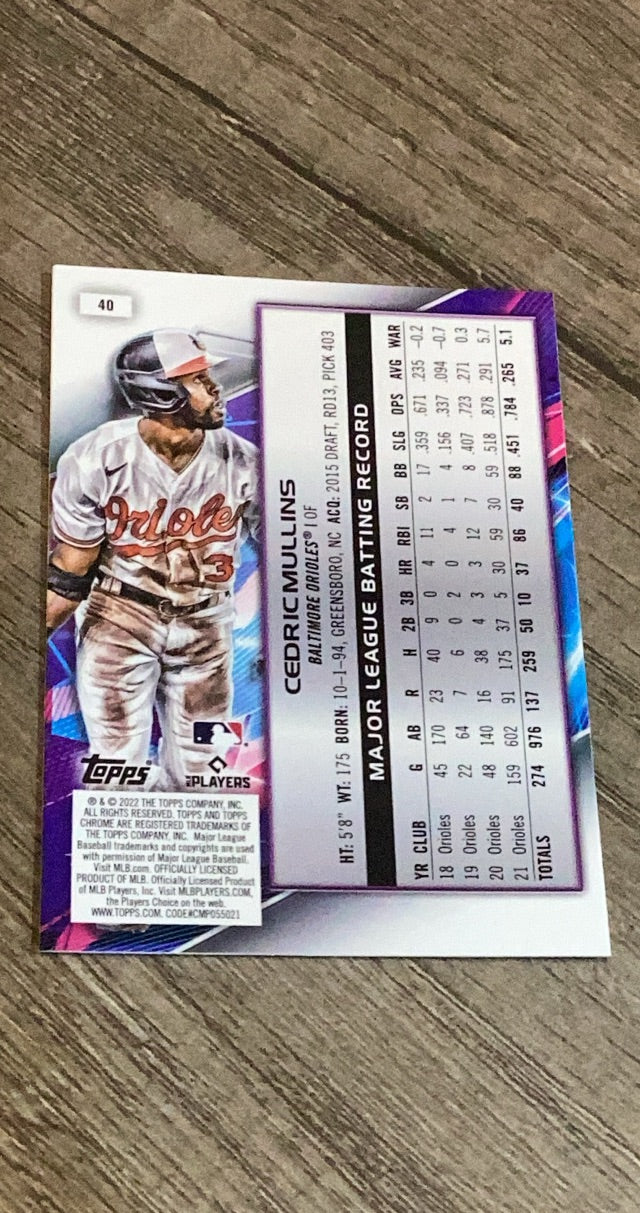 40
Orioles
3
Topps
MLB PLAYERS
® & © 2022 THE TOPPS COMPANY, INC.
ALL RIGHTS RESERVED. TOPPS AND TOPPS
CHROME ARE REGISTERED TRADEMARKS OF
THE TOPPS COMPANY, INC. Major League
Baseball trademarks and copyrights are used
with permission of Major League Baseball.
Visit MLB.com. OFFICIALLY LICENSED
PRODUCT OF MLB. Officially Licensed Product
of MLB Players, Inc. Visit MLBPLAYERS.COM,
the Players Choice on the web.
WWW.TOPPS.COM. CODE#CMP055021
CEDRIC MULLINS
BALTIMORE ORIOLES® | OF
HT: 5'8" WT: 175 BORN: 10-1-94, GREENSBORO, NC ACQ: 2015 DRAFT, RD13, PICK 403
MAJOR LEAGUE BATTING RECORD
YR CLUB G AB R H 2B 3B HR RBI SB BB SLG OPS AVG WAR
18 Orioles 45 170 23 40 9 0 4 11 2 17 .359 .671 .235 –0.2
19 Orioles 22 64 7 6 0 2 0 4 1 4 .156 .337 .094 –0.7
20 Orioles 48 140 16 38 4 3 3 12 7 8 .407 .723 .271 0.3
21 Orioles 159 602 91 175 37 5 30 59 30 59 .518 .878 .291 5.7
TOTALS 274 976 137 259 50 10 37 86 40 88 .451 .784 .265 5.1